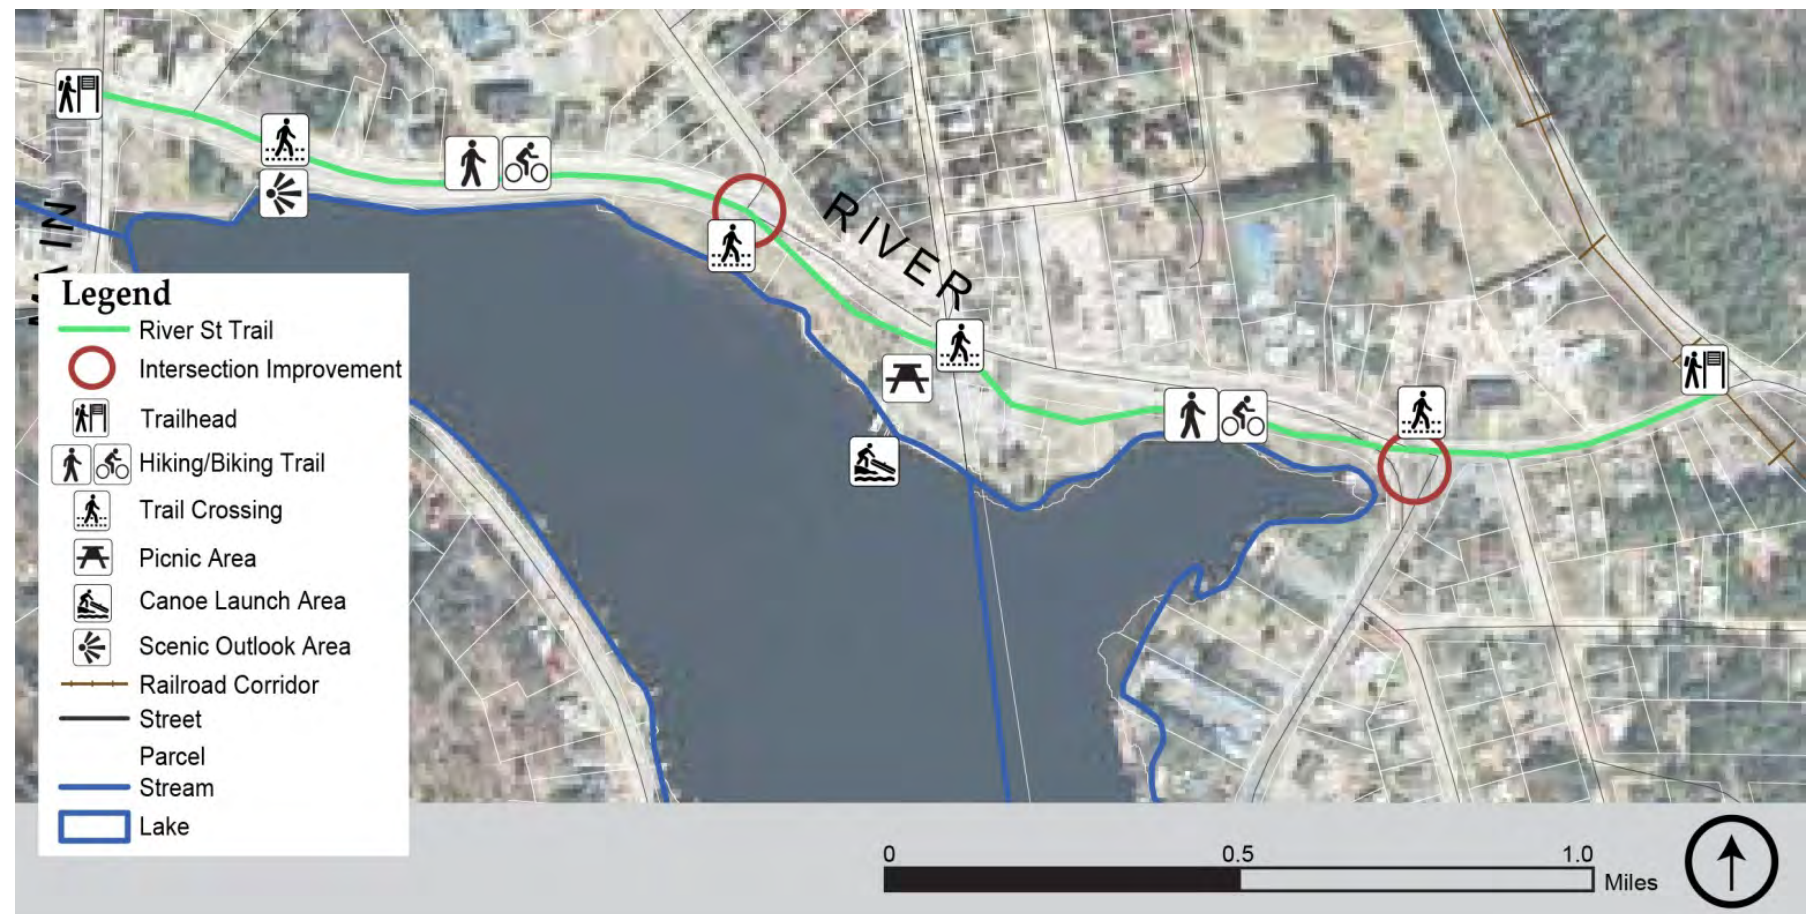 MAIN
RIVER
Legend
River St Trail
Intersection Improvement
Trailhead
Hiking/Biking Trail
Trail Crossing
Picnic Area
Canoe Launch Area
Scenic Outlook Area
Railroad Corridor
Street
Parcel
Stream
Lake
0 0.5 1.0
Miles